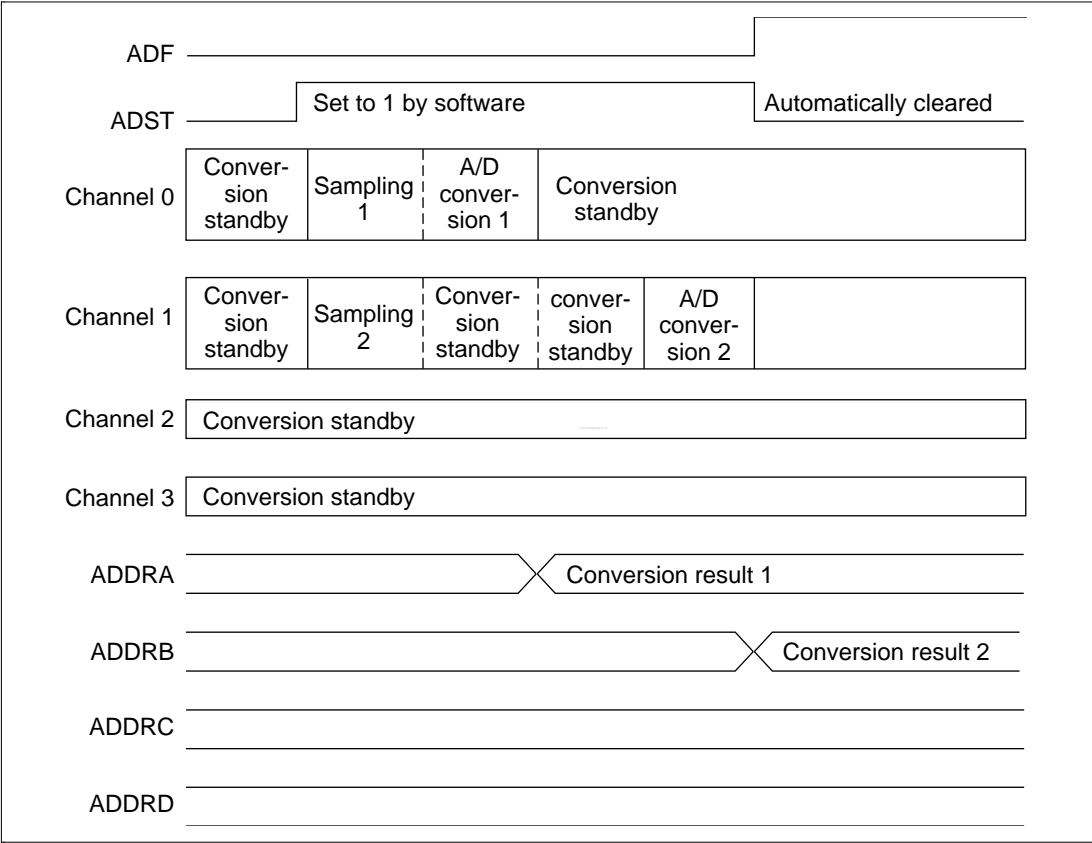 ADF
ADST
Set to 1 by software
Automatically cleared
Channel 0
Conver-
sion
standby
Sampling
1
A/D
conver-
sion 1
Conversion
standby
Channel 1
Conver-
sion
standby
Sampling
2
Conver-
sion
standby
conver-
sion
standby
A/D
conver-
sion 2
Channel 2
Conversion standby
Channel 3
Conversion standby
ADDRA
Conversion result 1
ADDRB
Conversion result 2
ADDRC
ADDRD